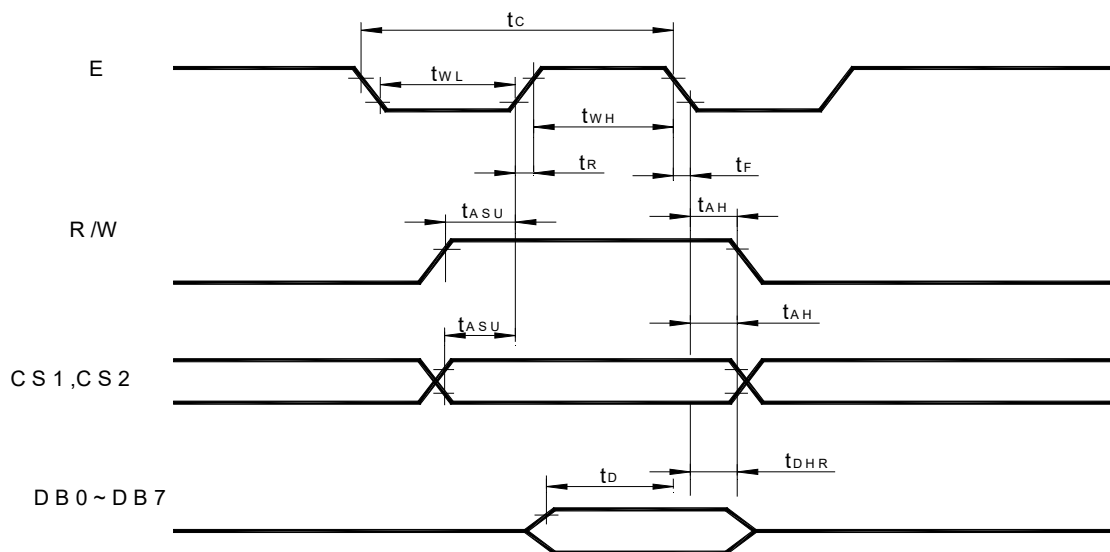 tC
E
tWL
tWH
tR
tF
tASU
tAH
R/W
tASU
tAH
CS1,CS2
tDHR
tD
DB0~DB7